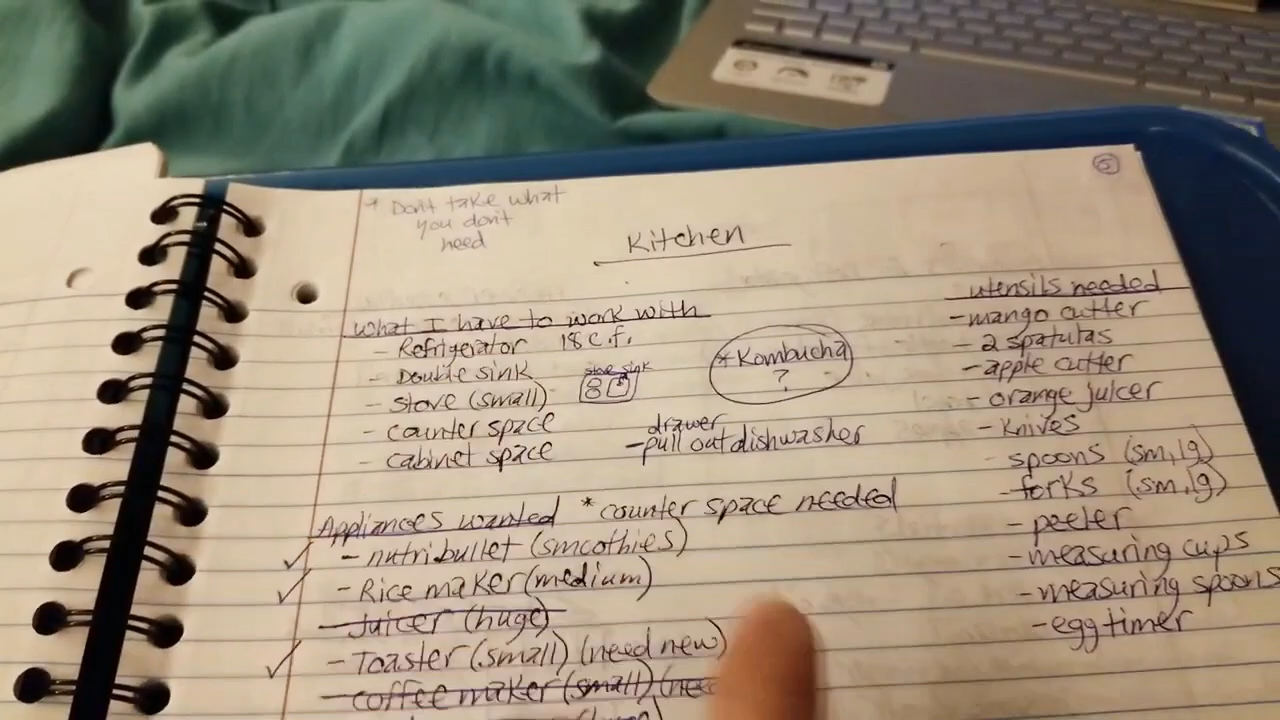 5
* Don't take what
you don't
need
Kitchen
What I have to work with
- Refrigerator 18 c.f.
- Double sink
stove sink
- stove (small)
- counter space
- cabinet space
drawer
- pull out dishwasher
* Kombucha
?
Appliances wanted * counter space needed
- nutribullet (smoothies)
- Rice maker (medium)
- Juicer (huge)
- Toaster (small) (need new)
- coffee maker (small)
utensils needed
- mango cutter
- 2 spatulas
- apple cutter
- orange juicer
- Knives
- spoons (sm, lg)
- forks (sm, lg)
- peeler
- measuring cups
- measuring spoons
- egg timer